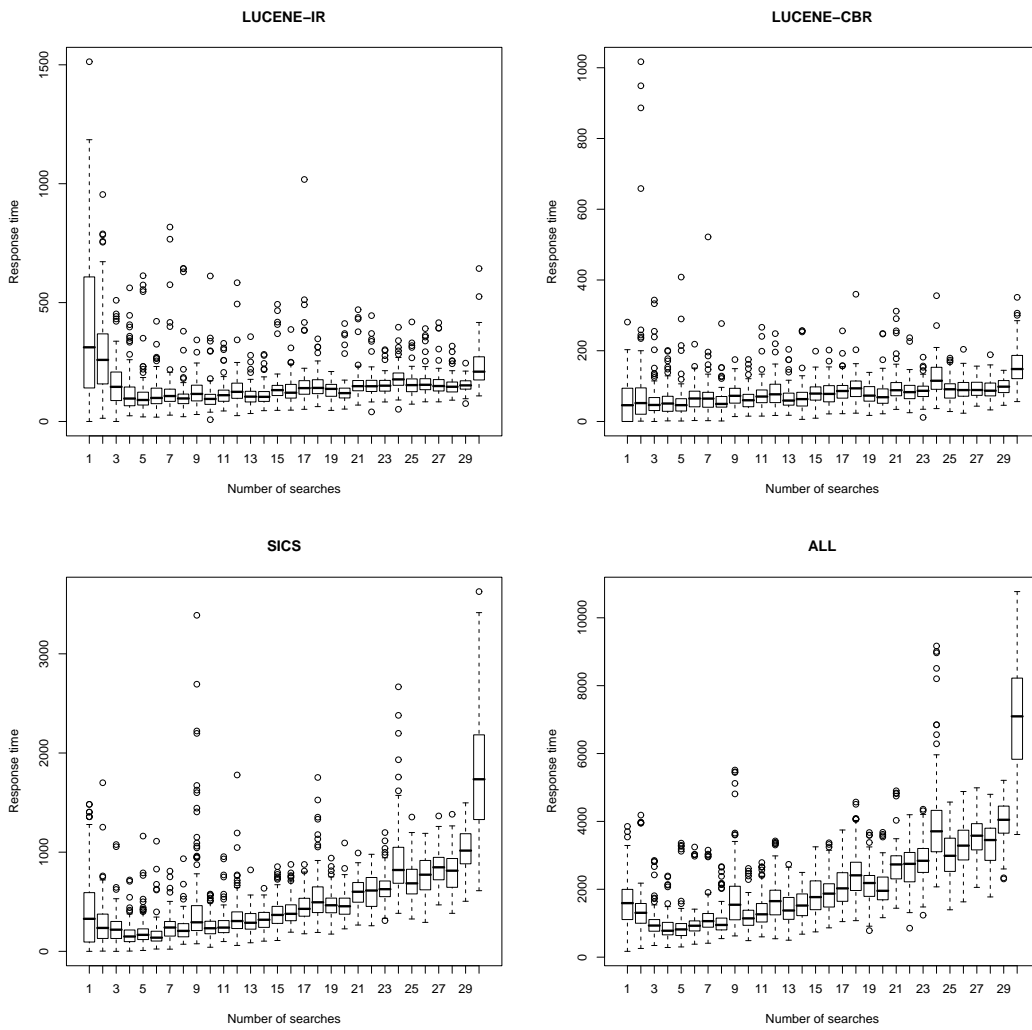 LUCENE−IR
1500
1000
500
0
Response time
1 3 5 7 9 11 13 15 17 19 21 23 25 27 29
Number of searches
LUCENE−CBR
1000
800
600
400
200
0
Response time
1 3 5 7 9 11 13 15 17 19 21 23 25 27 29
Number of searches
SICS
3000
2000
1000
0
Response time
1 3 5 7 9 11 13 15 17 19 21 23 25 27 29
Number of searches
ALL
10000
8000
6000
4000
2000
0
Response time
1 3 5 7 9 11 13 15 17 19 21 23 25 27 29
Number of searches